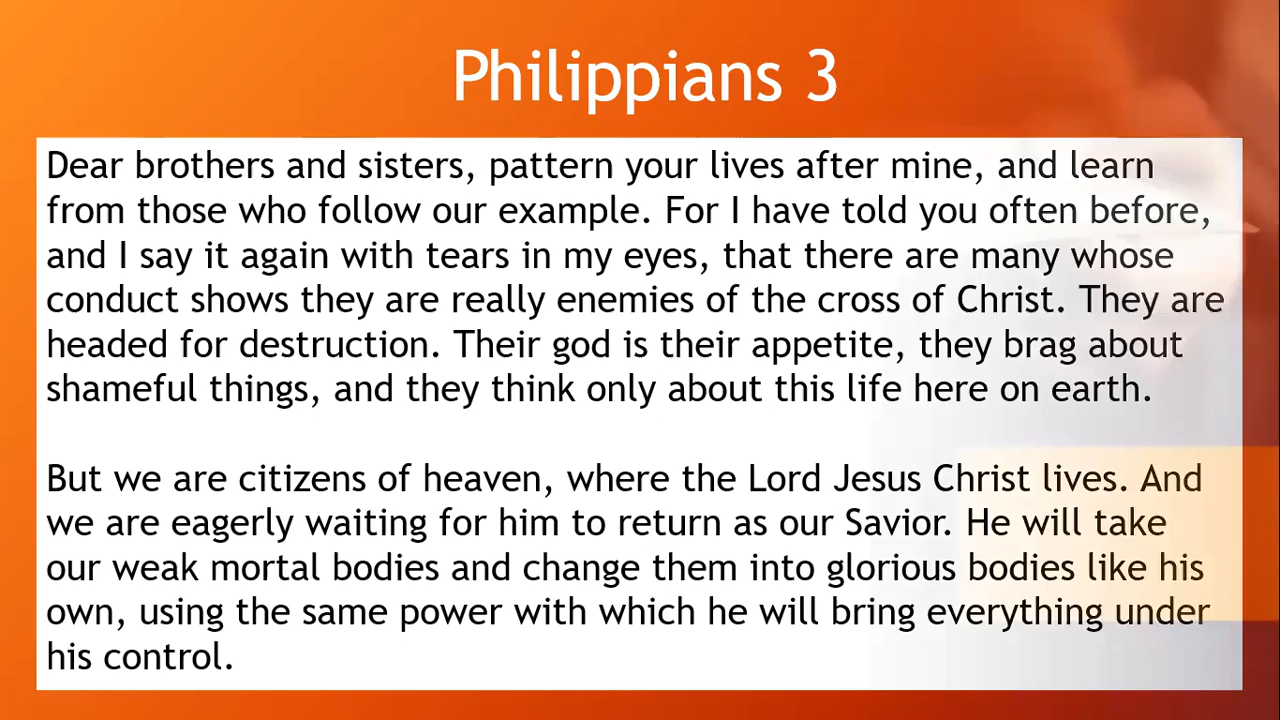 Philippians 3
Dear brothers and sisters, pattern your lives after mine, and learn
from those who follow our example. For I have told you often before,
and I say it again with tears in my eyes, that there are many whose
conduct shows they are really enemies of the cross of Christ. They are
headed for destruction. Their god is their appetite, they brag about
shameful things, and they think only about this life here on earth.
But we are citizens of heaven, where the Lord Jesus Christ lives. And
we are eagerly waiting for him to return as our Savior. He will take
our weak mortal bodies and change them into glorious bodies like his
own, using the same power with which he will bring everything under
his control.